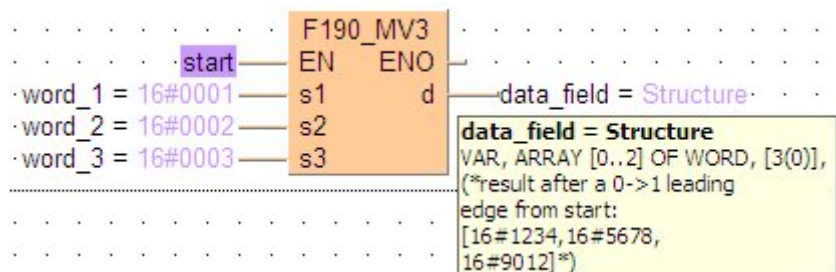 F190_MV3
start EN ENO
word_1 = 16#0001 s1 d data_field = Structure
word_2 = 16#0002 s2
word_3 = 16#0003 s3
data_field = Structure
VAR, ARRAY [0..2] OF WORD, [3(0)],
(*result after a 0->1 leading
edge from start:
[16#1234,16#5678,
16#9012]*)